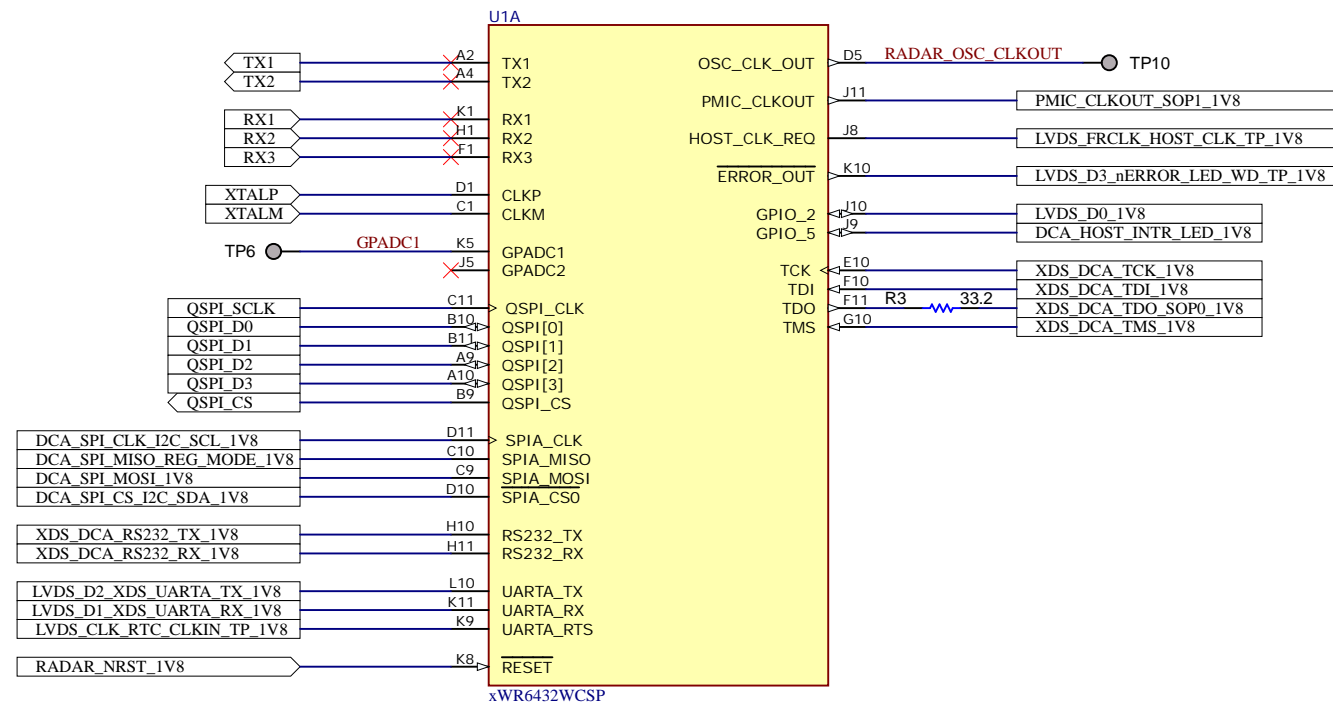 U1A
TX1 A2 TX1 OSC_CLK_OUT D5 RADAR_OSC_CLKOUT TP10
TX2 A4 TX2
PMIC_CLKOUT J11 PMIC_CLKOUT_SOP1_1V8
RX1 K1 RX1
RX2 H1 RX2 HOST_CLK_REQ J8 LVDS_FRCLK_HOST_CLK_TP_1V8
RX3 F1 RX3
ERROR_OUT K10 LVDS_D3_nERROR_LED_WD_TP_1V8
XTALP D1 CLKP
XTALM C1 CLKM GPIO_2 J10 LVDS_D0_1V8
GPIO_5 J9 DCA_HOST_INTR_LED_1V8
TP6 GPADC1 K5 GPADC1
J5 GPADC2 TCK E10 XDS_DCA_TCK_1V8
TDI F10 XDS_DCA_TDI_1V8
QSPI_SCLK C11 QSPI_CLK TDO F11 R3 33.2 XDS_DCA_TDO_SOP0_1V8
QSPI_D0 B10 QSPI[0] TMS G10 XDS_DCA_TMS_1V8
QSPI_D1 B11 QSPI[1]
QSPI_D2 A9 QSPI[2]
QSPI_D3 A10 QSPI[3]
QSPI_CS B9 QSPI_CS
DCA_SPI_CLK_I2C_SCL_1V8 D11 SPIA_CLK
DCA_SPI_MISO_REG_MODE_1V8 C10 SPIA_MISO
DCA_SPI_MOSI_1V8 C9 SPIA_MOSI
DCA_SPI_CS_I2C_SDA_1V8 D10 SPIA_CS0
XDS_DCA_RS232_TX_1V8 H10 RS232_TX
XDS_DCA_RS232_RX_1V8 H11 RS232_RX
LVDS_D2_XDS_UARTA_TX_1V8 L10 UARTA_TX
LVDS_D1_XDS_UARTA_RX_1V8 K11 UARTA_RX
LVDS_CLK_RTC_CLKIN_TP_1V8 K9 UARTA_RTS
RADAR_NRST_1V8 K8 RESET
xWR6432WCSP